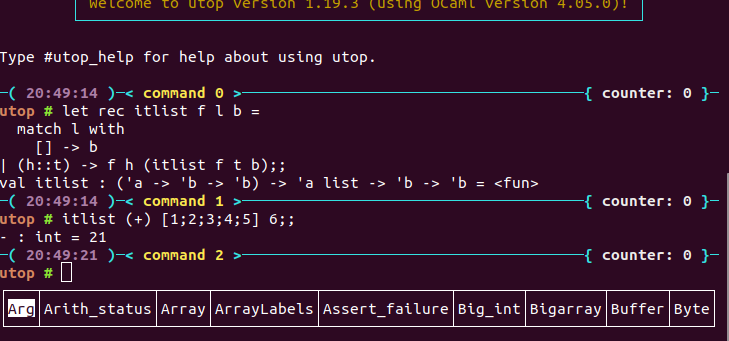 Welcome to utop version 1.19.3 (using OCaml version 4.05.0)!
Type #utop_help for help about using utop.
─( 20:49:14 )─< command 0 >──{ counter: 0 }─
utop # let rec itlist f l b =
  match l with
    [] -> b
| (h::t) -> f h (itlist f t b);;
val itlist : ('a -> 'b -> 'b) -> 'a list -> 'b -> 'b = <fun>
─( 20:49:14 )─< command 1 >──{ counter: 0 }─
utop # itlist (+) [1;2;3;4;5] 6;;
- : int = 21
─( 20:49:21 )─< command 2 >──{ counter: 0 }─
utop #
Arg│Arith_status│Array│ArrayLabels│Assert_failure│Big_int│Bigarray│Buffer│Byte